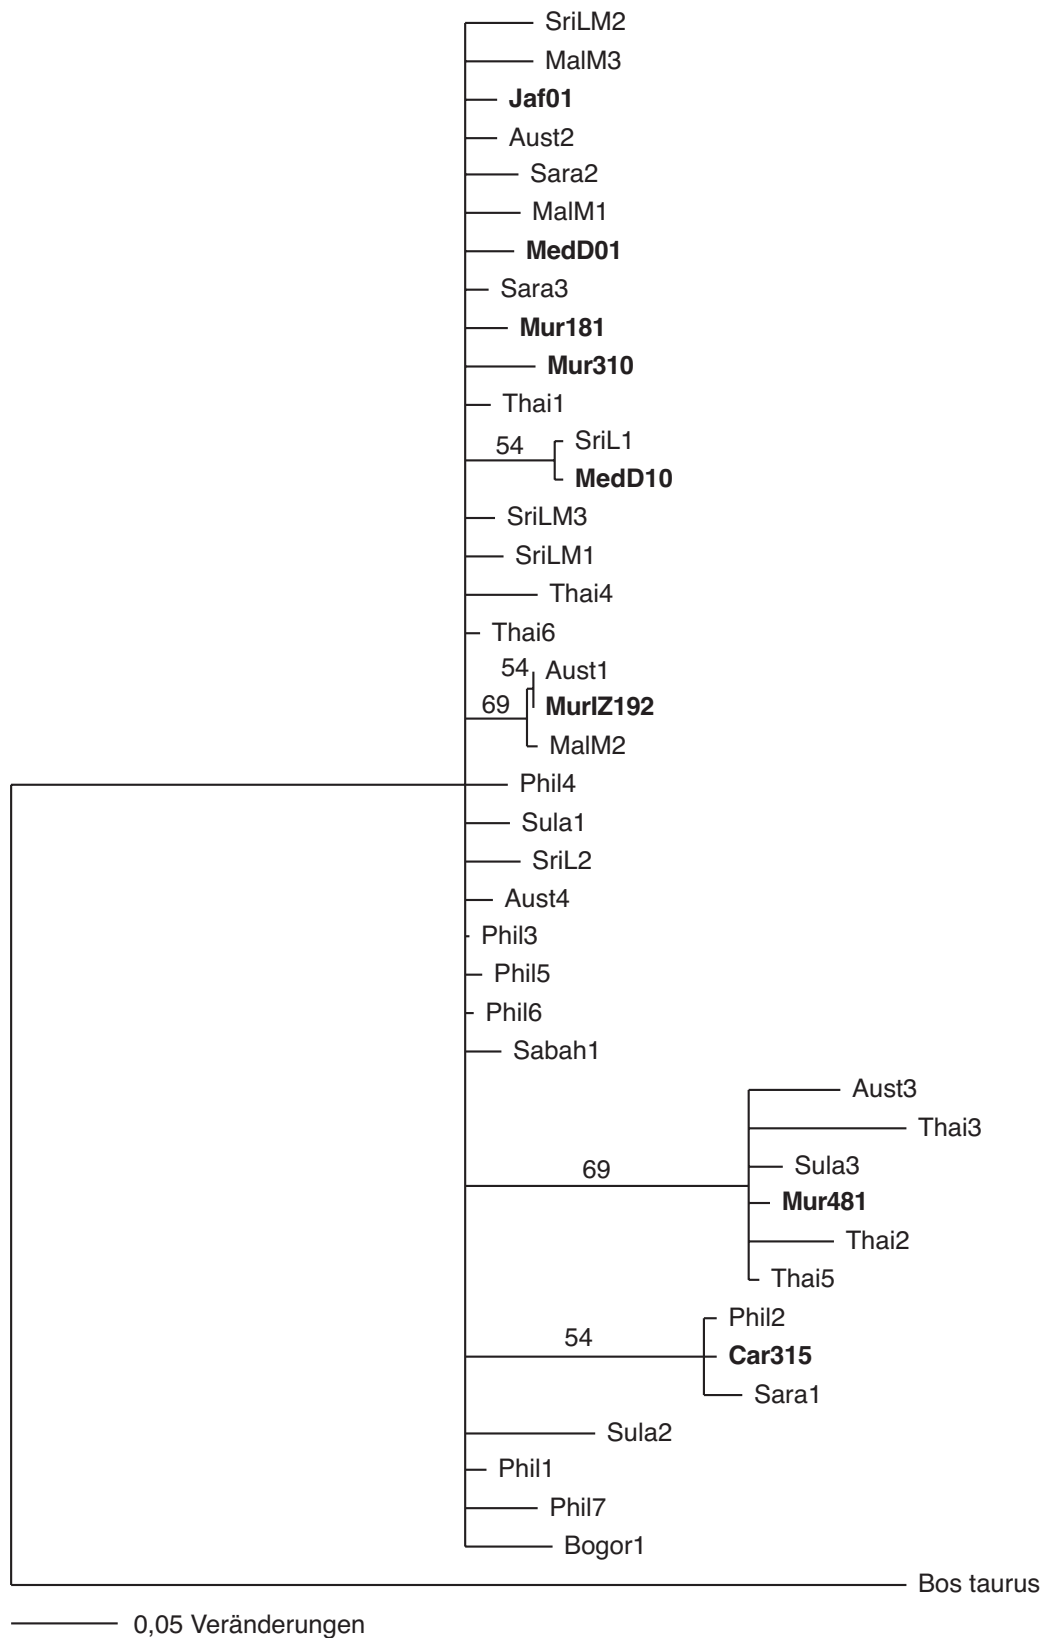 SriLM2
MalM3
Jaf01
Aust2
Sara2
MalM1
MedD01
Sara3
Mur181
Mur310
Thai1
54
SriL1
MedD10
SriLM3
SriLM1
Thai4
Thai6
54
Aust1
69
MurIZ192
MalM2
Phil4
Sula1
SriL2
Aust4
Phil3
Phil5
Phil6
Sabah1
Aust3
Thai3
69
Sula3
Mur481
Thai2
Thai5
Phil2
54
Car315
Sara1
Sula2
Phil1
Phil7
Bogor1
Bos taurus
0,05 Veränderungen